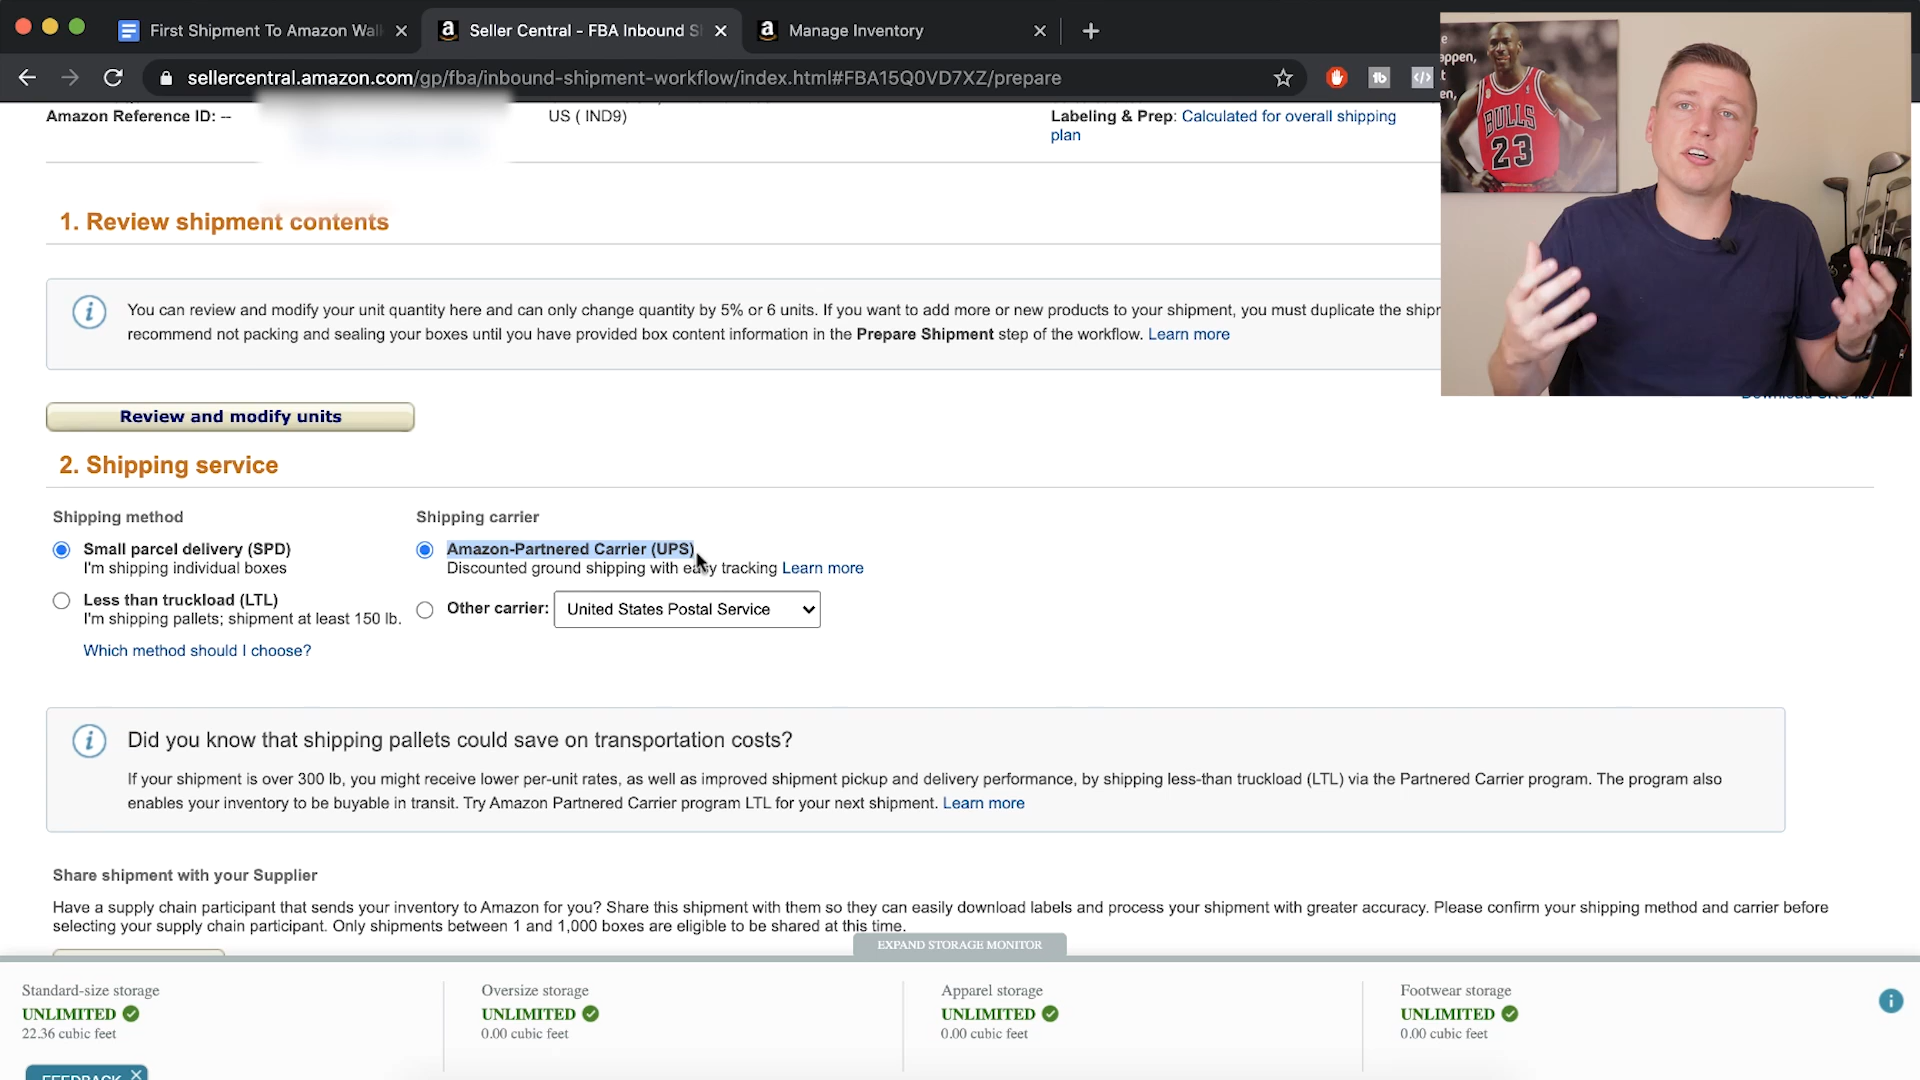 First Shipment To Amazon Wal
Seller Central - FBA Inbound S
Manage Inventory
sellercentral.amazon.com/gp/fba/inbound-shipment-workflow/index.html#FBA15Q0VD7XZ/prepare
Amazon Reference ID: --
US ( IND9)
Labeling & Prep: Calculated for overall shipping
plan
BULLS
23
1. Review shipment contents
You can review and modify your unit quantity here and can only change quantity by 5% or 6 units. If you want to add more or new products to your shipment, you must duplicate the
recommend not packing and sealing your boxes until you have provided box content information in the Prepare Shipment step of the workflow. Learn more
Review and modify units
2. Shipping service
Shipping method
Small parcel delivery (SPD)
I'm shipping individual boxes
Less than truckload (LTL)
I'm shipping pallets; shipment at least 150 lb.
Which method should I choose?
Shipping carrier
Amazon-Partnered Carrier (UPS)
Discounted ground shipping with easy tracking Learn more
Other carrier: United States Postal Service
Did you know that shipping pallets could save on transportation costs?
If your shipment is over 300 lb, you might receive lower per-unit rates, as well as improved shipment pickup and delivery performance, by shipping less-than truckload (LTL) via the Partnered Carrier program. The program also
enables your inventory to be buyable in transit. Try Amazon Partnered Carrier program LTL for your next shipment. Learn more
Share shipment with your Supplier
Have a supply chain participant that sends your inventory to Amazon for you? Share this shipment with them so they can easily download labels and process your shipment with greater accuracy. Please confirm your shipping method and carrier before
selecting your supply chain participant. Only shipments between 1 and 1,000 boxes are eligible to be shared at this time.
EXPAND STORAGE MONITOR
Standard-size storage
UNLIMITED
22.36 cubic feet
Oversize storage
UNLIMITED
0.00 cubic feet
Apparel storage
UNLIMITED
0.00 cubic feet
Footwear storage
UNLIMITED
0.00 cubic feet
FEEDBACK